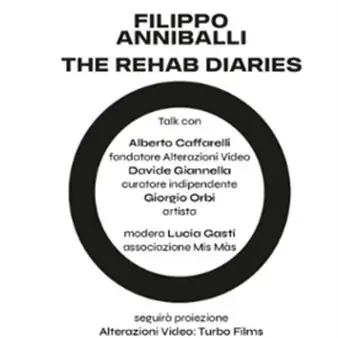 FILIPPO
ANNIBALLI
THE REHAB DIARIES
Talk con
Alberto Caffarelli
fondatore Alterazioni Video
Davide Giannella
curatore indipendente
Giorgio Orbi
artista
modera Lucia Gasti
associazione Mis Màs
seguirà proiezione
Alterazioni Video: Turbo Films